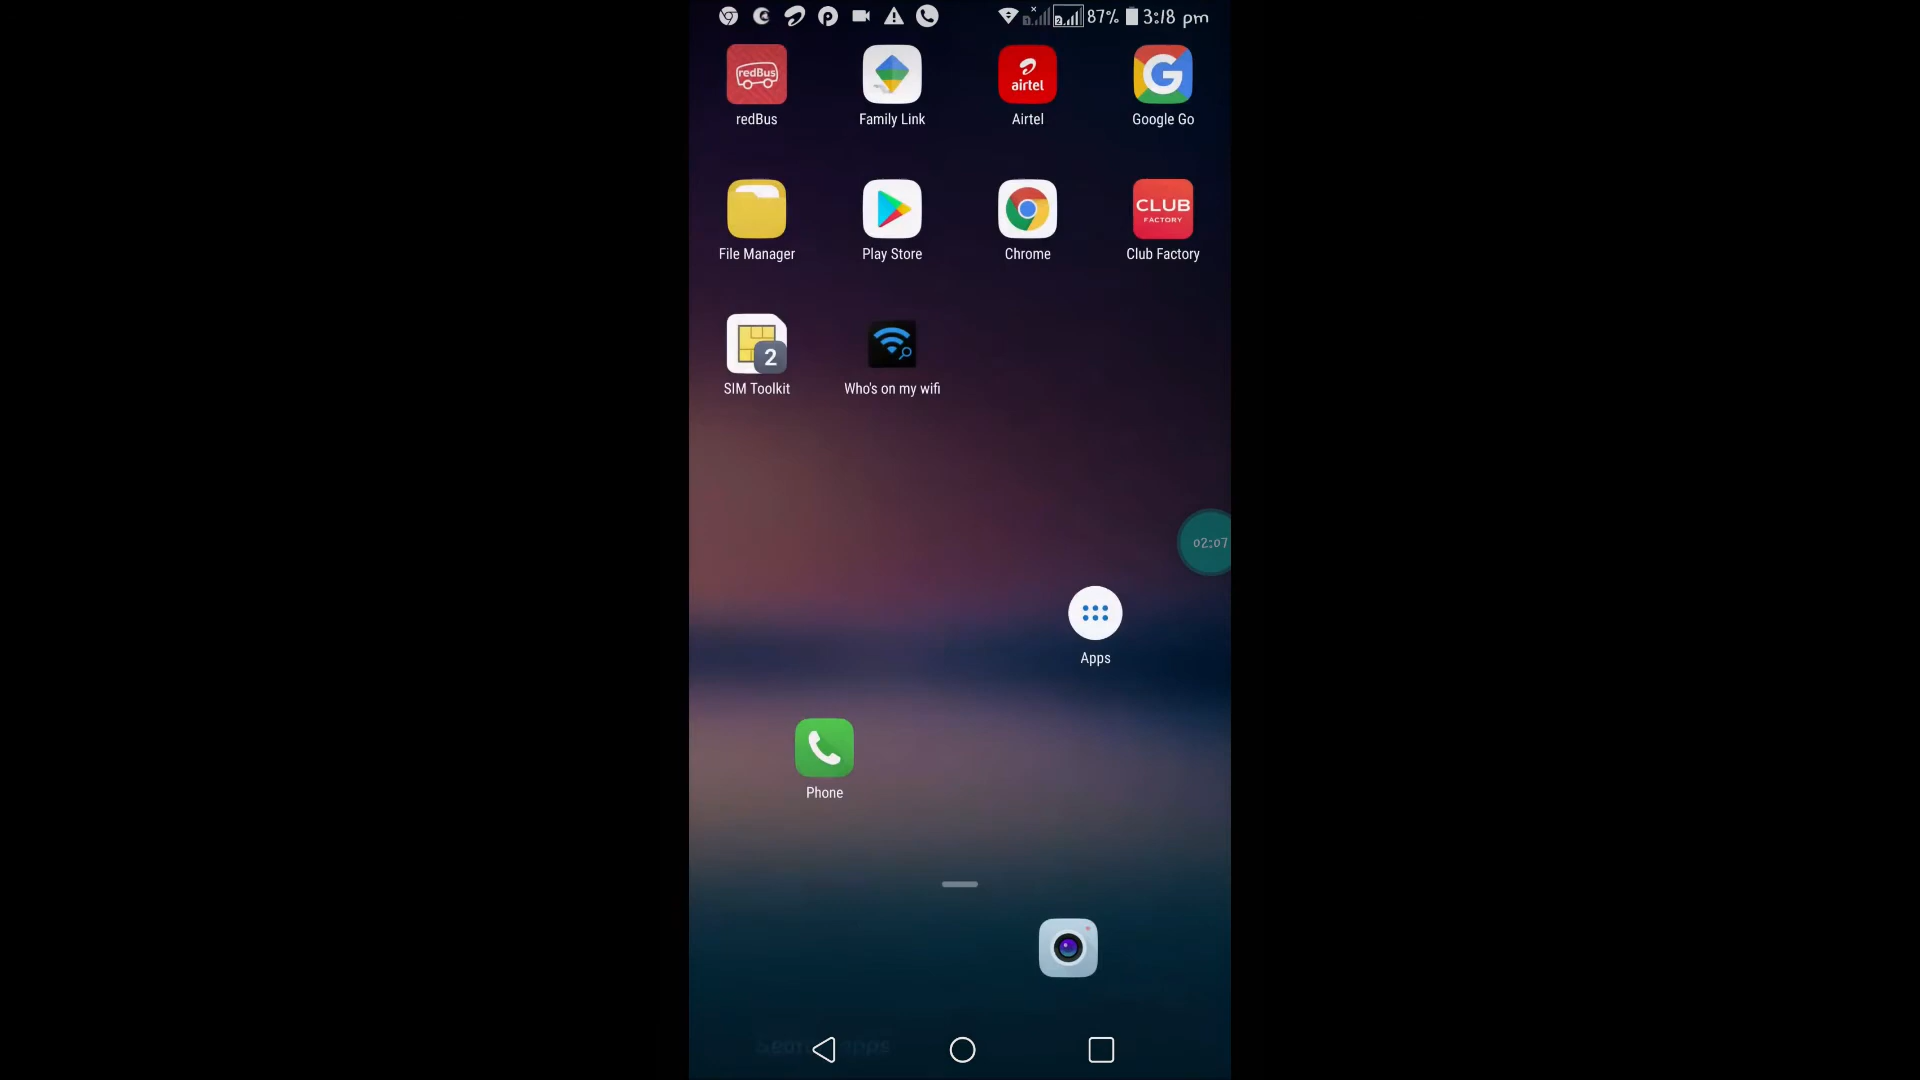 87% 3:18 pm
redBus
airtel
redBus Family Link Airtel Google Go
CLUB
FACTORY
File Manager Play Store Chrome Club Factory
2
SIM Toolkit Who's on my wifi
02:07
Apps
Phone